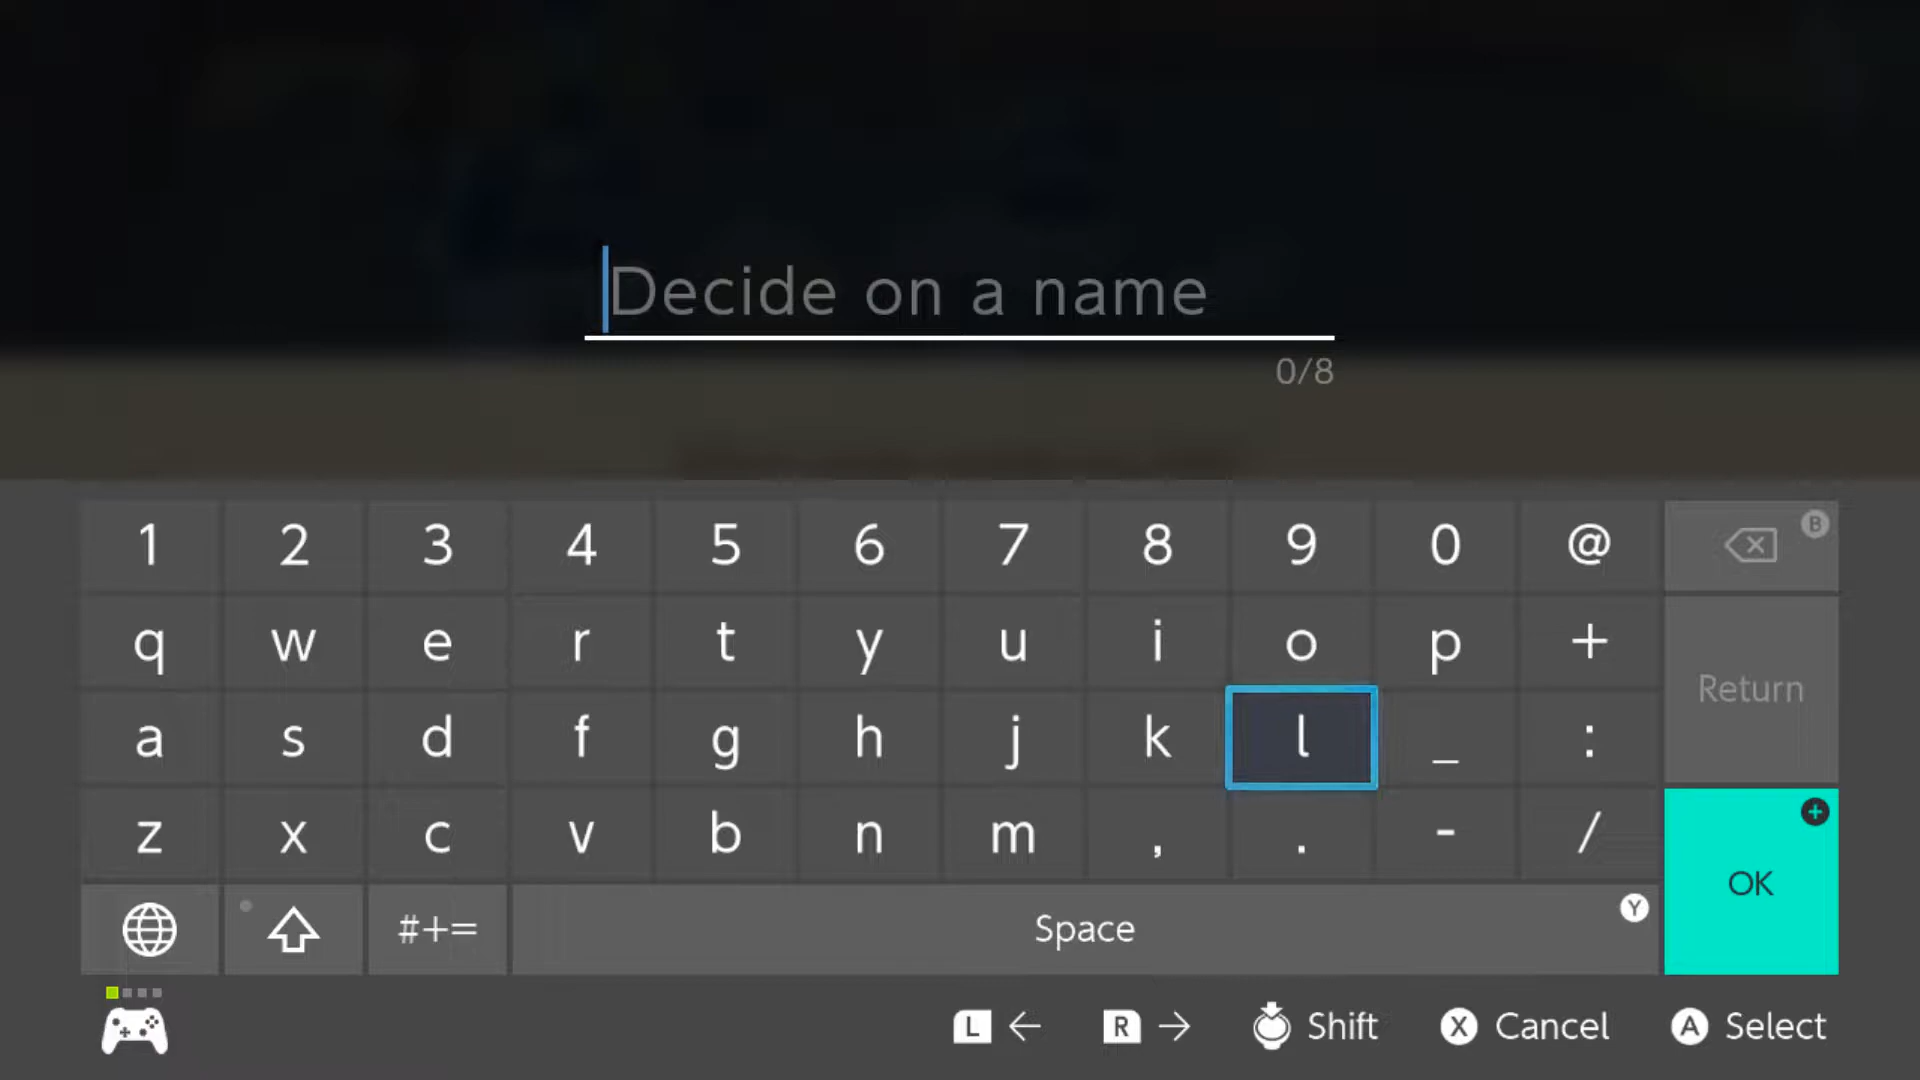 Decide on a name
0/8
1 2 3 4 5 6 7 8 9 0 @ B
q w e r t y u i o p +
Return
a s d f g h j k l _ :
z x c v b n m , . - / +
OK
#+= Space Y
L ← R → Shift X Cancel A Select